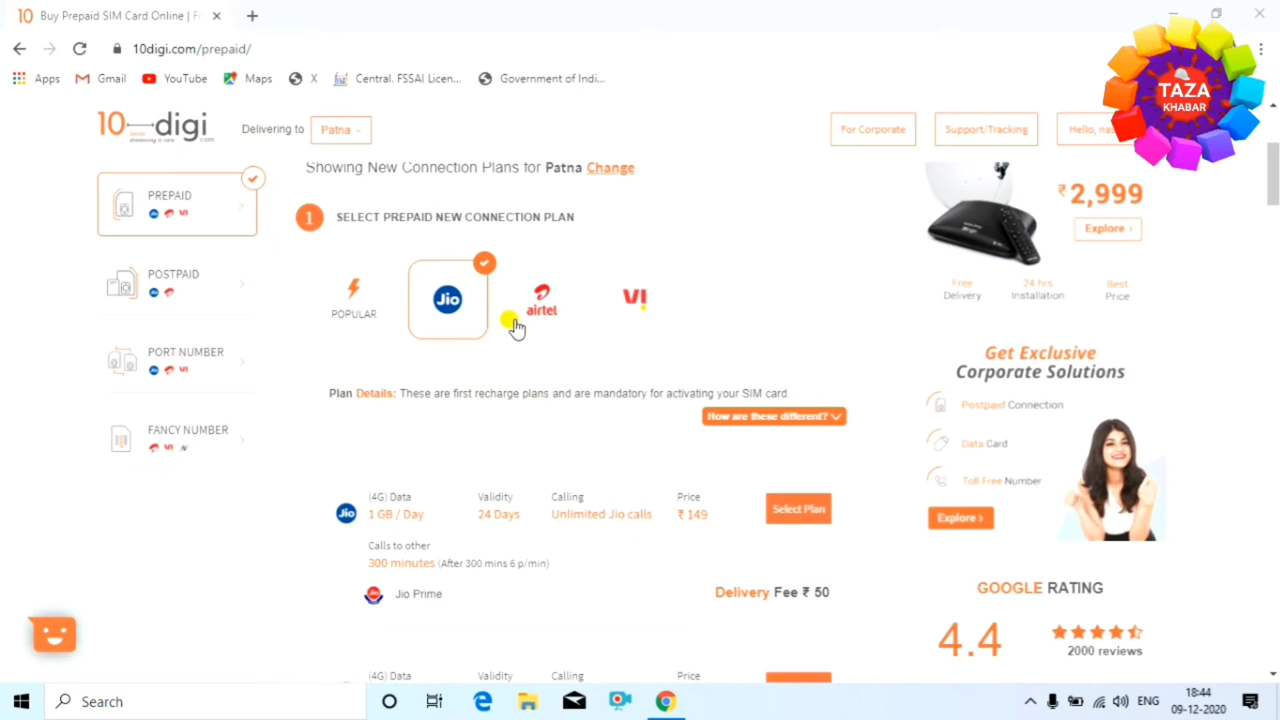 10 Buy Prepaid SIM Card Online | F
10digi.com/prepaid/
Apps Gmail YouTube Maps X Central. FSSAI Licen... Government of Indi...
TAZA
KHABAR
10 digi
.com
Delivering to Patna
For Corporate
Support/Tracking
Showing New Connection Plans for Patna Change
PREPAID
VI
1 SELECT PREPAID NEW CONNECTION PLAN
₹2,999
Explore
POSTPAID
POPULAR
Jio
airtel
VI
Free Delivery
24 hrs Installation
Best Price
PORT NUMBER
VI
Get Exclusive
Corporate Solutions
Plan Details: These are first recharge plans and are mandatory for activating your SIM card.
How are these different?
Postpaid Connection
FANCY NUMBER
VI
Data Card
Toll Free Number
Explore
Jio
(4G) Data Validity Calling Price
1 GB / Day 24 Days Unlimited Jio calls ₹ 149
Select Plan
Calls to other
300 minutes (After 300 mins 6 p/min)
Jio Prime
Delivery Fee ₹ 50
GOOGLE RATING
4.4
2000 reviews
(4G) Data Validity Calling Price
Search
ENG
18:44
09-12-2020